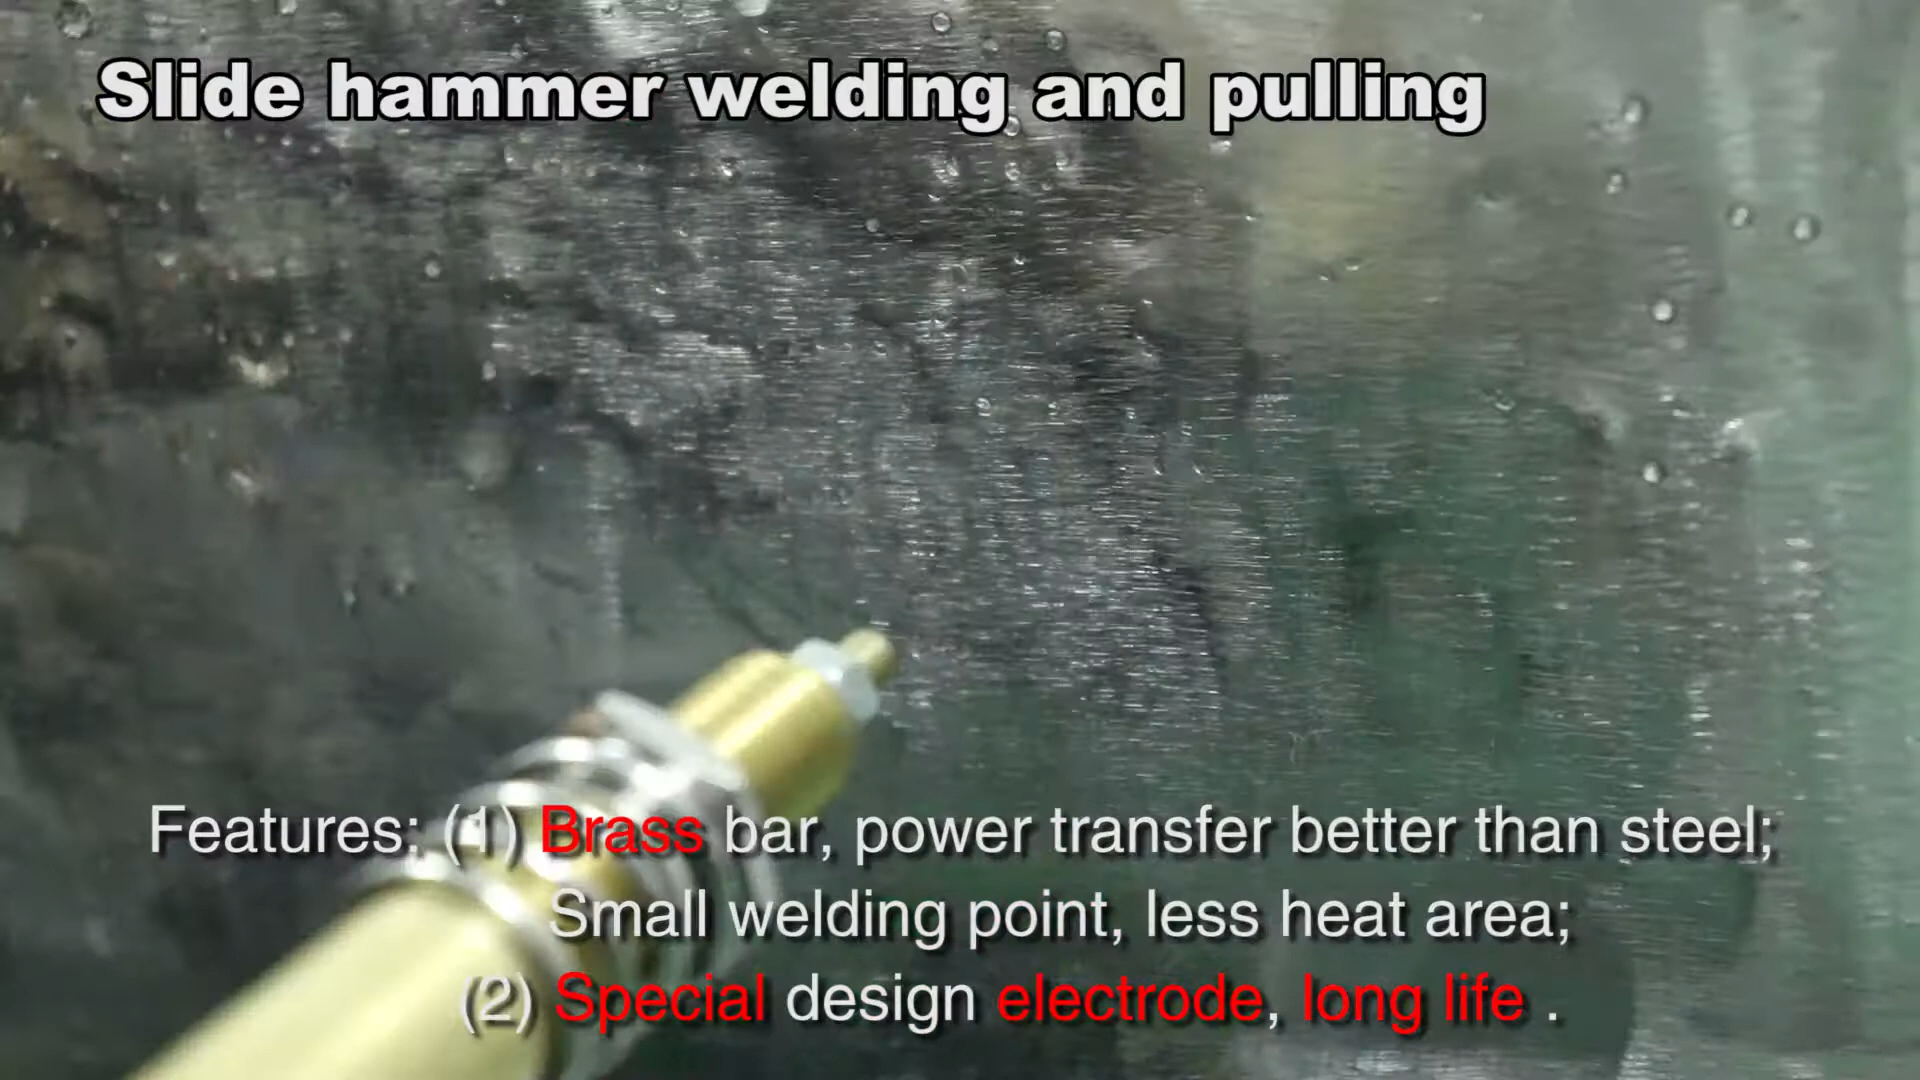 Slide hammer welding and pulling
Features: (1) Brass bar, power transfer better than steel;
Small welding point, less heat area;
(2) Special design electrode, long life .